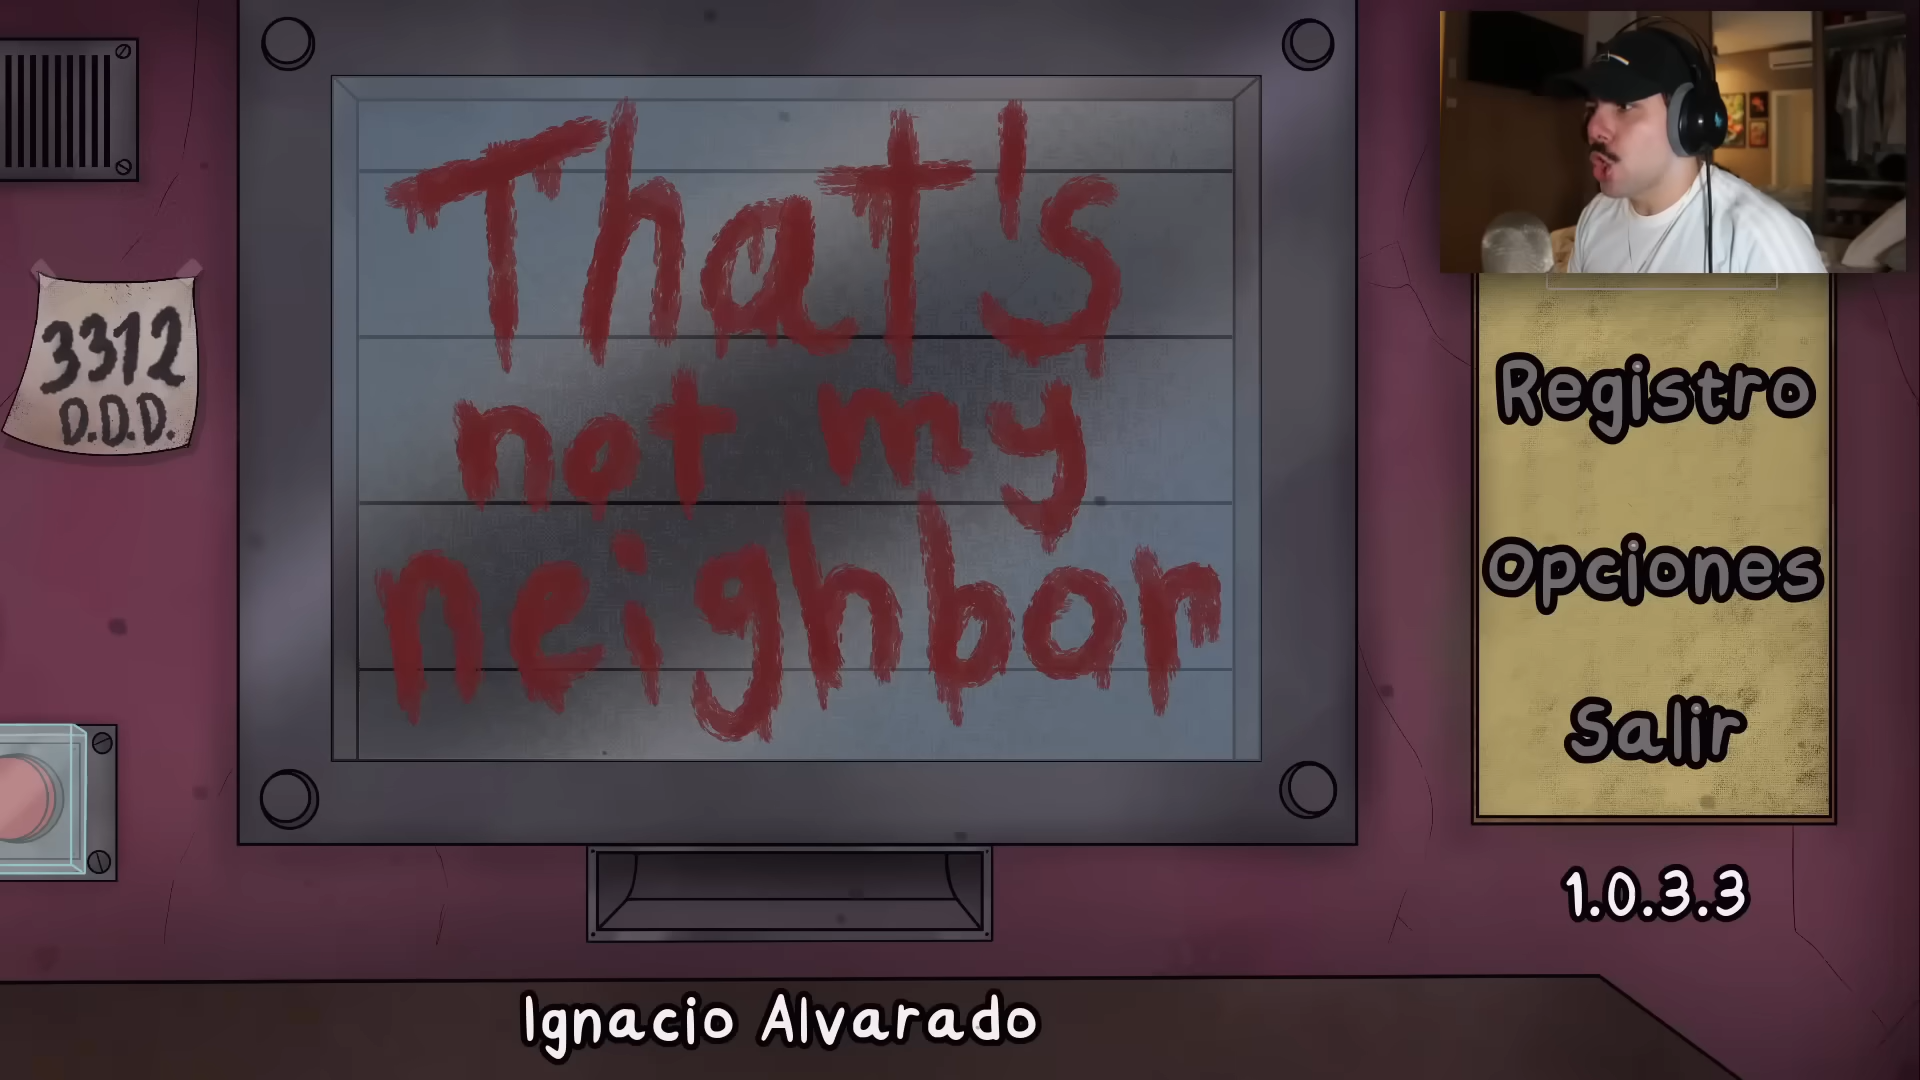 That's
not my
neighbor
3312
D.D.D.
Registro
Opciones
Salir
1.0.3.3
Ignacio Alvarado